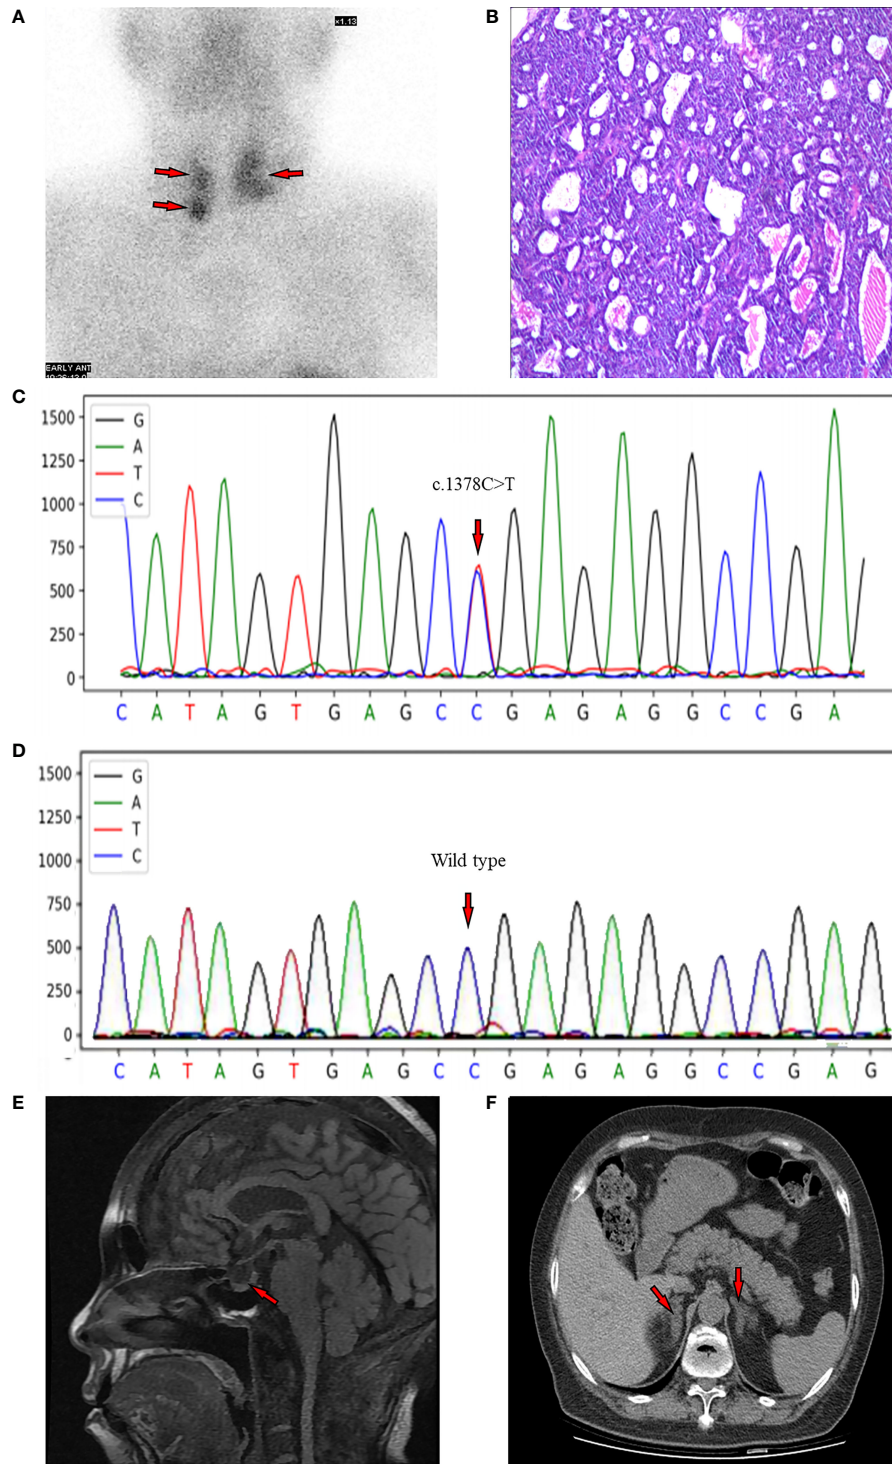 A
×1.13
EARLY ANT
B
C
1500
1250
1000
750
500
250
0
G
A
T
C
c.1378C>T
C A T A G T G A G C C G A G A G G C C G A
D
1500
1250
1000
750
500
250
0
G
A
T
C
Wild type
C A T A G T G A G C C G A G A G G C C G A G
E
F